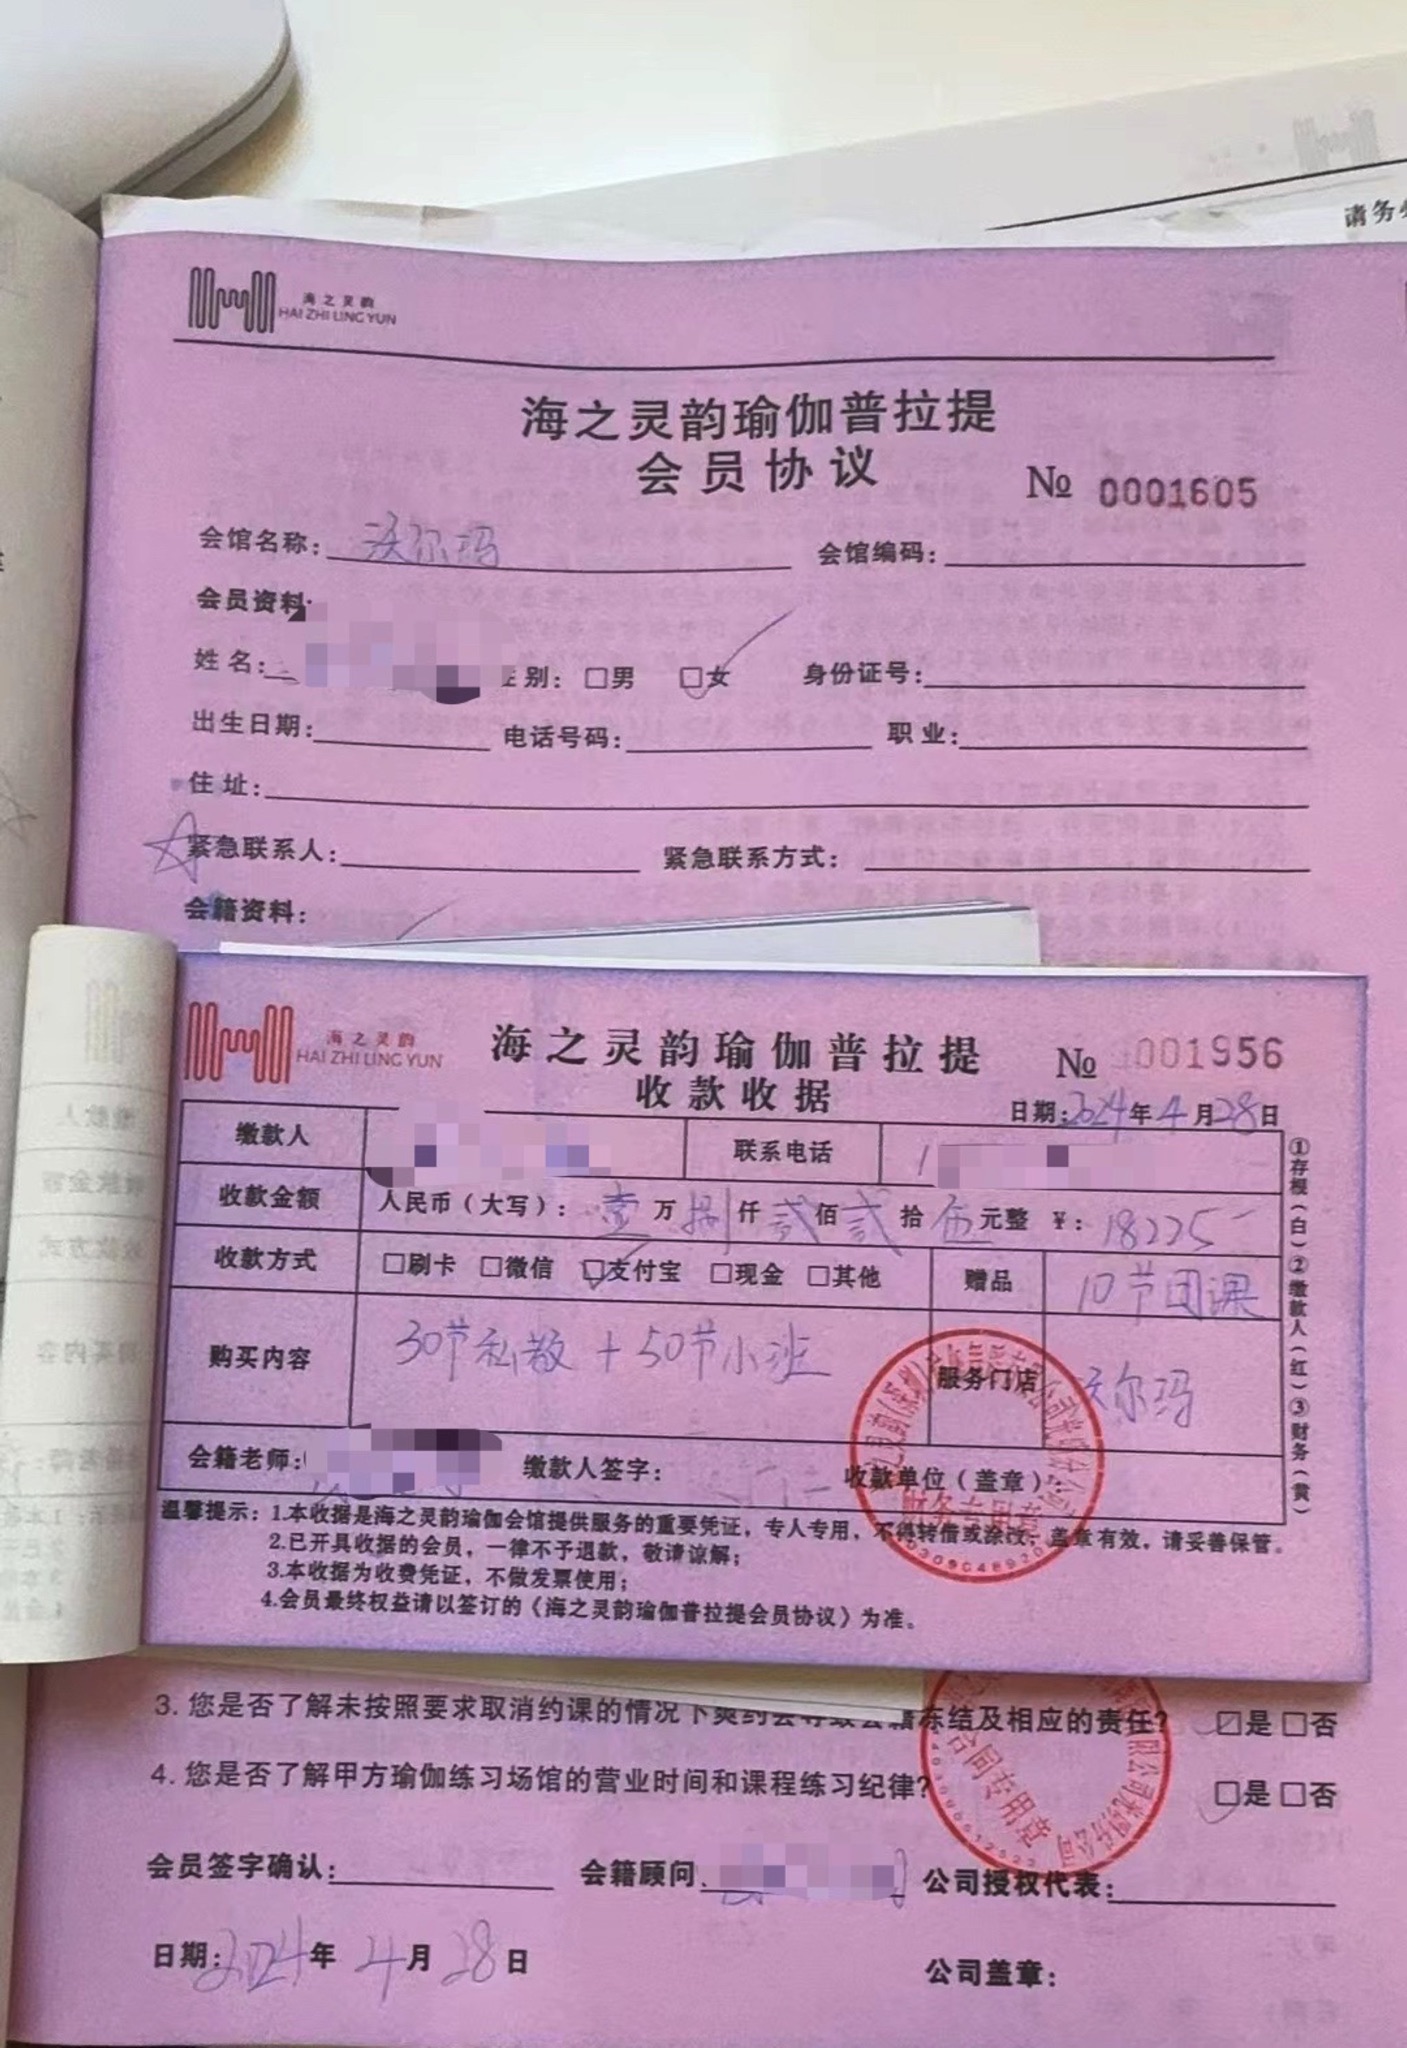 请务
海之灵韵
HAI ZHI LING YUN
海之灵韵瑜伽普拉提
会员协议 № 0001605
会馆名称: 沃尔玛 会馆编码:
会员资料:
姓名: 性别: □男 □女 身份证号:
出生日期: 电话号码: 职业:
住址:
紧急联系人: 紧急联系方式:
会籍资料:
海之灵韵
HAI ZHI LING YUN
海之灵韵瑜伽普拉提 № 001956
收款收据
日期: 2024年4月28日
缴款人 联系电话 1
收款金额 人民币(大写): 壹万捌仟贰佰贰拾伍元整 ¥: 18225
收款方式 □刷卡 □微信 □支付宝 □现金 □其他 赠品 10节团课
购买内容 30节私教+50节小班 服务门店 沃尔玛
会籍老师: 缴款人签字: 收款单位(盖章):
①存根(白)②缴款人(红)③财务(黄)
财务专用章
温馨提示: 1.本收据是海之灵韵瑜伽会馆提供服务的重要凭证，专人专用，不得转借或涂改；盖章有效，请妥善保管。
2.已开具收据的会员，一律不予退款，敬请谅解；
3.本收据为收费凭证，不做发票使用；
4.会员最终权益请以签订的《海之灵韵瑜伽普拉提会员协议》为准。
3. 您是否了解未按照要求取消约课的情况下爽约会导致会籍冻结及相应的责任? □是 □否
4. 您是否了解甲方瑜伽练习场馆的营业时间和课程练习纪律? □是 □否
合同专用章
会员签字确认: 会籍顾问: 公司授权代表:
日期: 2024年4月28日 公司盖章: